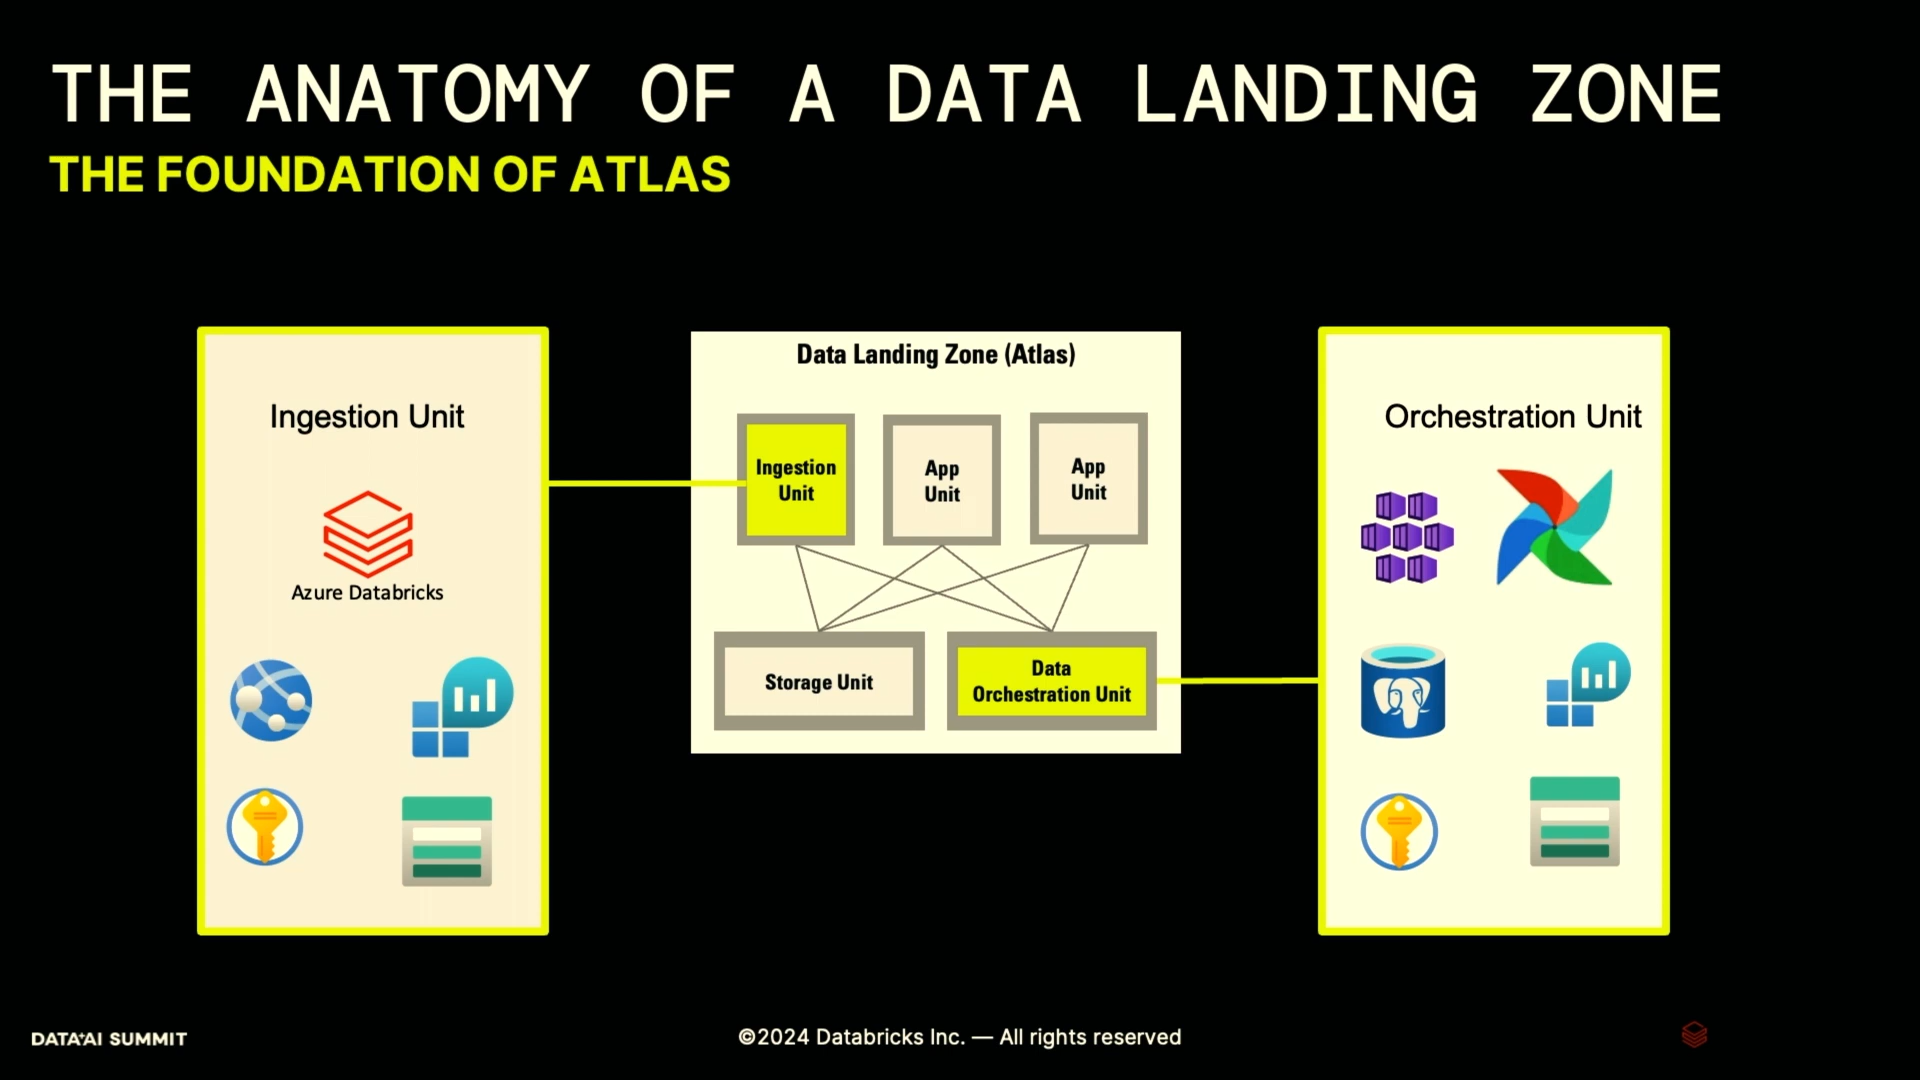 THE ANATOMY OF A DATA LANDING ZONE
THE FOUNDATION OF ATLAS
Ingestion Unit
Azure Databricks
Data Landing Zone (Atlas)
Ingestion
Unit
App
Unit
App
Unit
Storage Unit
Data
Orchestration Unit
Orchestration Unit
DATA+AI SUMMIT
©2024 Databricks Inc. — All rights reserved